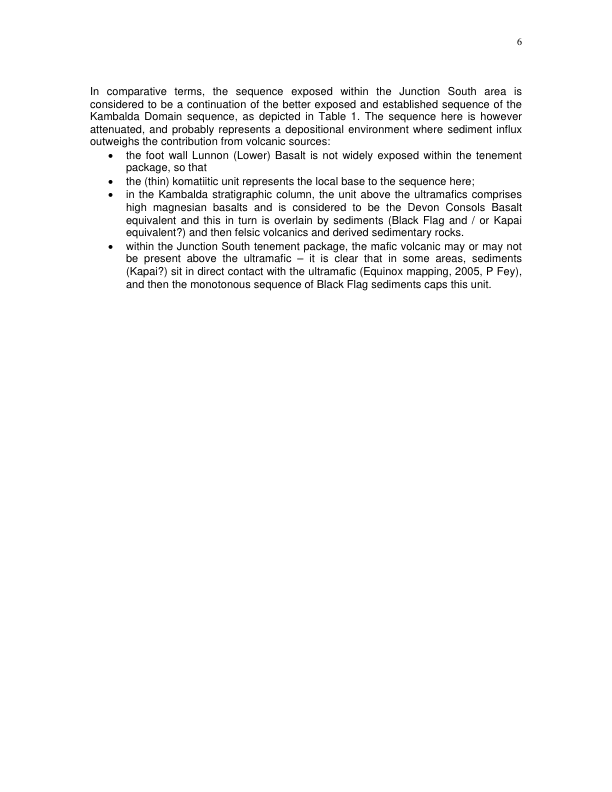 6
In comparative terms, the sequence exposed within the Junction South area is
considered to be a continuation of the better exposed and established sequence of the
Kambalda Domain sequence, as depicted in Table 1. The sequence here is however
attenuated, and probably represents a depositional environment where sediment influx
outweighs the contribution from volcanic sources:
• the foot wall Lunnon (Lower) Basalt is not widely exposed within the tenement
package, so that
• the (thin) komatiitic unit represents the local base to the sequence here;
• in the Kambalda stratigraphic column, the unit above the ultramafics comprises
high magnesian basalts and is considered to be the Devon Consols Basalt
equivalent and this in turn is overlain by sediments (Black Flag and / or Kapai
equivalent?) and then felsic volcanics and derived sedimentary rocks.
• within the Junction South tenement package, the mafic volcanic may or may not
be present above the ultramafic – it is clear that in some areas, sediments
(Kapai?) sit in direct contact with the ultramafic (Equinox mapping, 2005, P Fey),
and then the monotonous sequence of Black Flag sediments caps this unit.